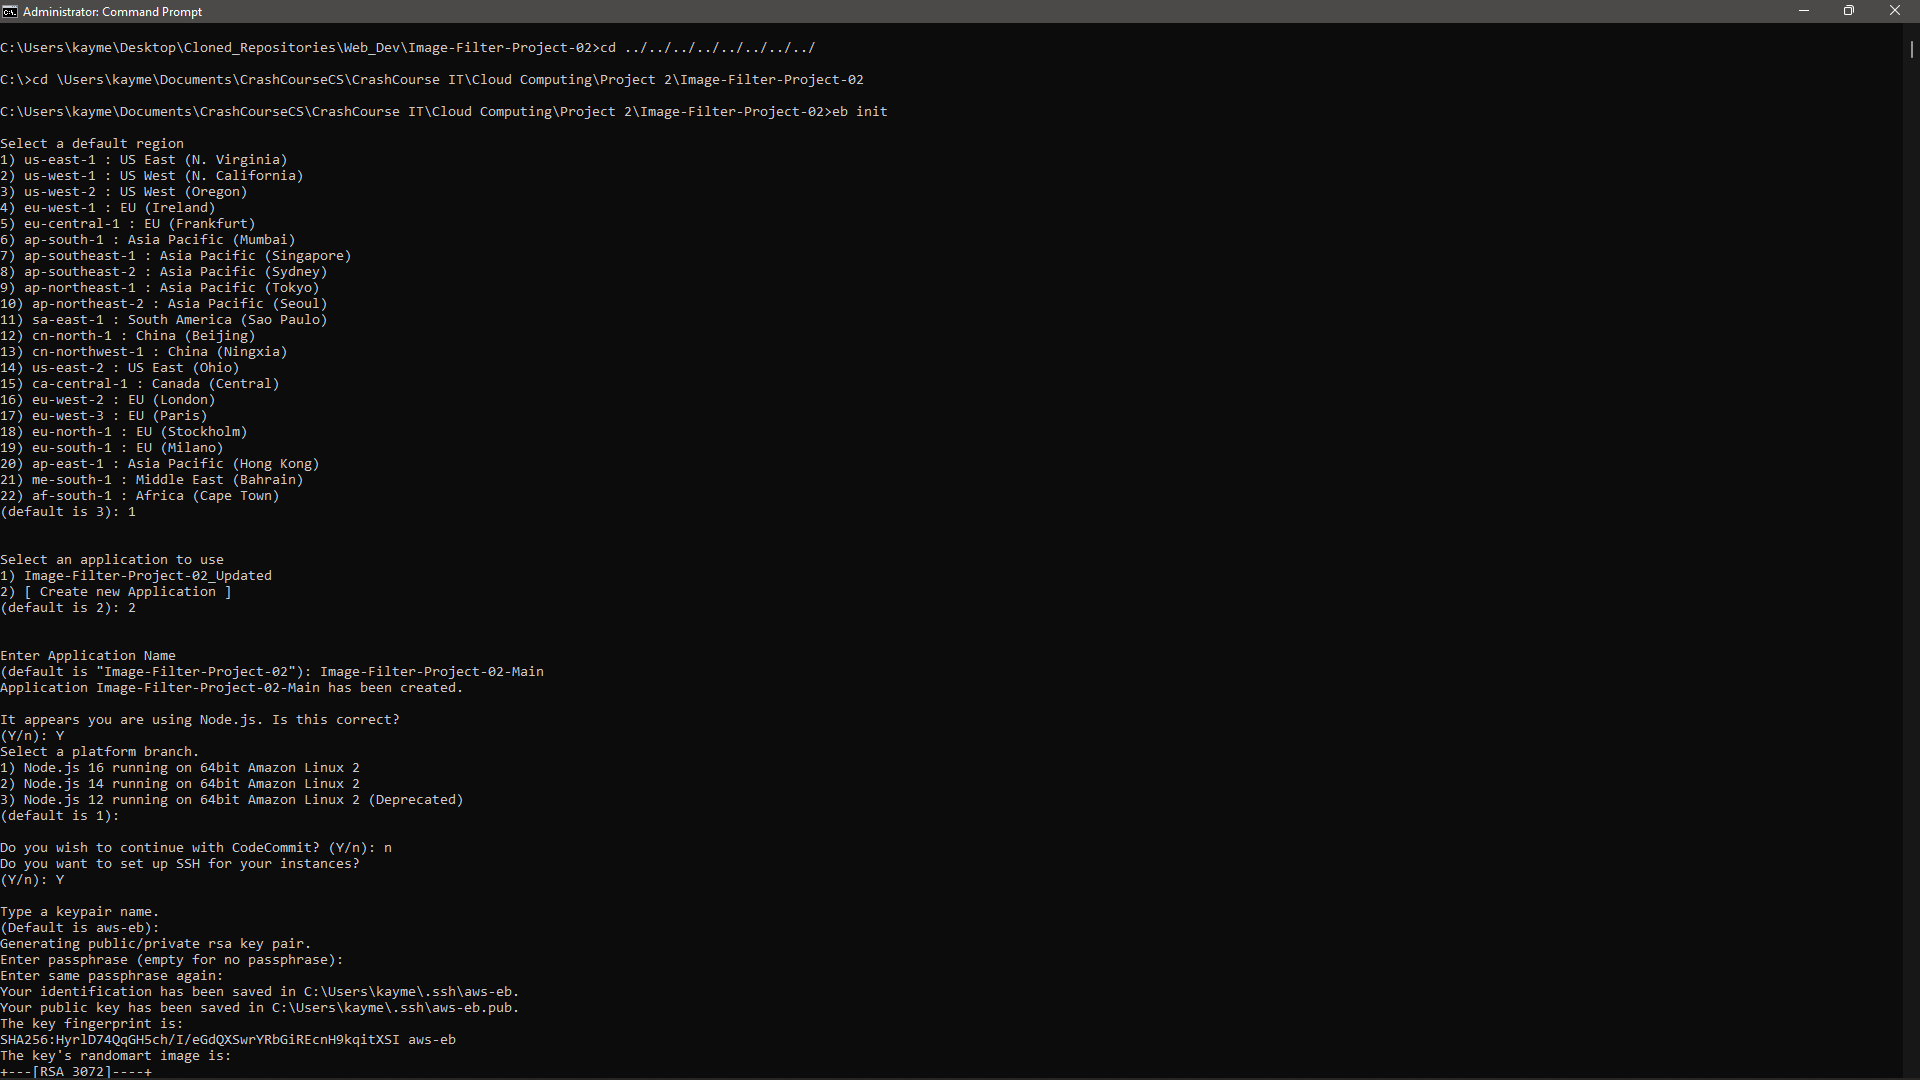 Administrator: Command Prompt
C:\Users\kayme\Desktop\Cloned_Repositories\Web_Dev\Image-Filter-Project-02>cd ../../../../../../../../
C:\>cd \Users\kayme\Documents\CrashCourseCS\CrashCourse IT\Cloud Computing\Project 2\Image-Filter-Project-02
C:\Users\kayme\Documents\CrashCourseCS\CrashCourse IT\Cloud Computing\Project 2\Image-Filter-Project-02>eb init
Select a default region
1) us-east-1 : US East (N. Virginia)
2) us-west-1 : US West (N. California)
3) us-west-2 : US West (Oregon)
4) eu-west-1 : EU (Ireland)
5) eu-central-1 : EU (Frankfurt)
6) ap-south-1 : Asia Pacific (Mumbai)
7) ap-southeast-1 : Asia Pacific (Singapore)
8) ap-southeast-2 : Asia Pacific (Sydney)
9) ap-northeast-1 : Asia Pacific (Tokyo)
10) ap-northeast-2 : Asia Pacific (Seoul)
11) sa-east-1 : South America (Sao Paulo)
12) cn-north-1 : China (Beijing)
13) cn-northwest-1 : China (Ningxia)
14) us-east-2 : US East (Ohio)
15) ca-central-1 : Canada (Central)
16) eu-west-2 : EU (London)
17) eu-west-3 : EU (Paris)
18) eu-north-1 : EU (Stockholm)
19) eu-south-1 : EU (Milano)
20) ap-east-1 : Asia Pacific (Hong Kong)
21) me-south-1 : Middle East (Bahrain)
22) af-south-1 : Africa (Cape Town)
(default is 3): 1
Select an application to use
1) Image-Filter-Project-02_Updated
2) [ Create new Application ]
(default is 2): 2
Enter Application Name
(default is "Image-Filter-Project-02"): Image-Filter-Project-02-Main
Application Image-Filter-Project-02-Main has been created.
It appears you are using Node.js. Is this correct?
(Y/n): Y
Select a platform branch.
1) Node.js 16 running on 64bit Amazon Linux 2
2) Node.js 14 running on 64bit Amazon Linux 2
3) Node.js 12 running on 64bit Amazon Linux 2 (Deprecated)
(default is 1):
Do you wish to continue with CodeCommit? (Y/n): n
Do you want to set up SSH for your instances?
(Y/n): Y
Type a keypair name.
(Default is aws-eb):
Generating public/private rsa key pair.
Enter passphrase (empty for no passphrase):
Enter same passphrase again:
Your identification has been saved in C:\Users\kayme\.ssh\aws-eb.
Your public key has been saved in C:\Users\kayme\.ssh\aws-eb.pub.
The key fingerprint is:
SHA256:HyrlD74QqGH5ch/I/eGdQXSwrYRbGiREcnH9kqitXSI aws-eb
The key's randomart image is:
+---[RSA 3072]----+